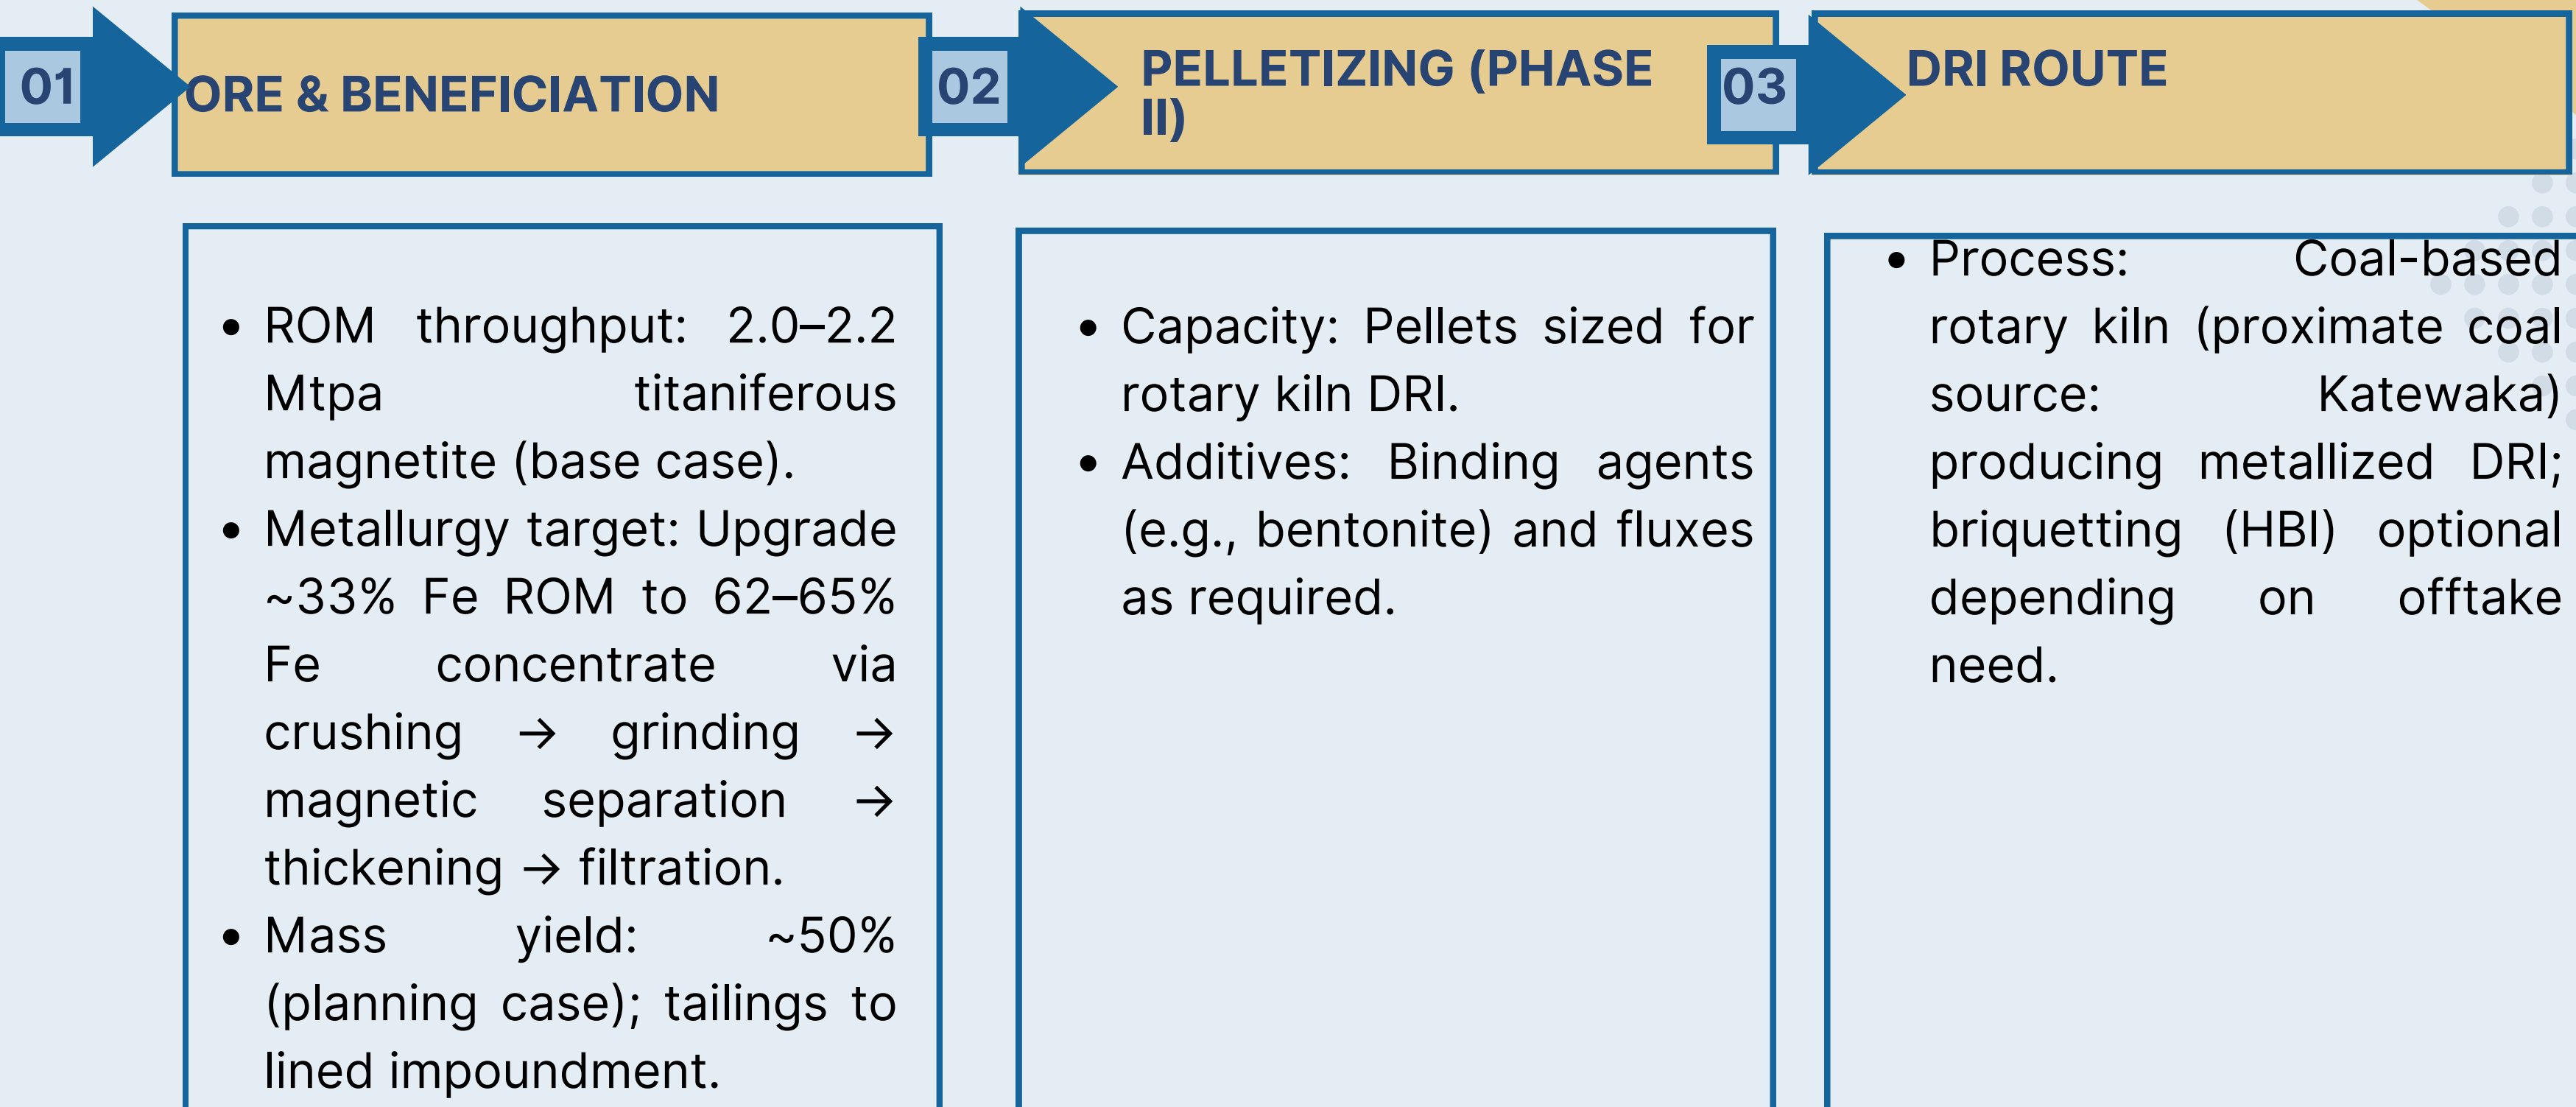 01
ORE & BENEFICIATION
02
PELLETIZING (PHASE
II)
03
DRI ROUTE
• ROM throughput: 2.0–2.2
Mtpa titaniferous
magnetite (base case).
• Metallurgy target: Upgrade
~33% Fe ROM to 62–65%
Fe concentrate via
crushing → grinding →
magnetic separation →
thickening → filtration.
• Mass yield: ~50%
(planning case); tailings to
lined impoundment.
• Capacity: Pellets sized for
rotary kiln DRI.
• Additives: Binding agents
(e.g., bentonite) and fluxes
as required.
• Process: Coal-based
rotary kiln (proximate coal
source: Katewaka)
producing metallized DRI;
briquetting (HBI) optional
depending on offtake
need.